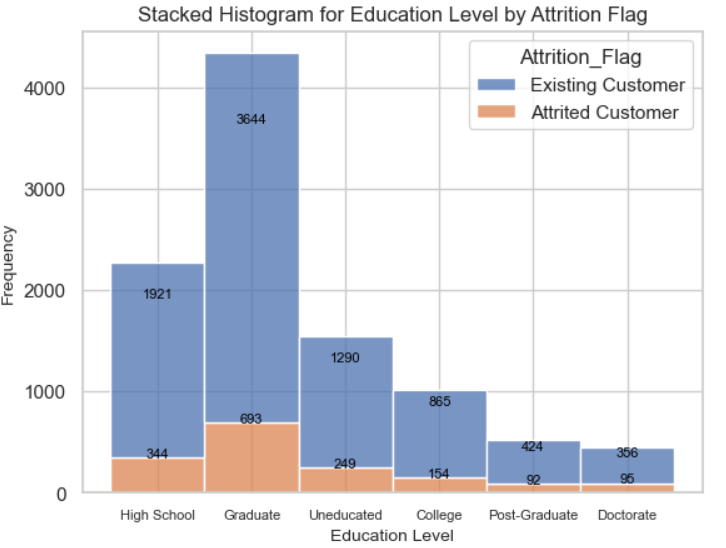 Stacked Histogram for Education Level by Attrition Flag
Attrition_Flag
Existing Customer
Attrited Customer
4000
3000
2000
1000
0
Frequency
3644
1921
1290
865
424
356
693
344
249
154
92
95
High School
Graduate
Uneducated
College
Post-Graduate
Doctorate
Education Level